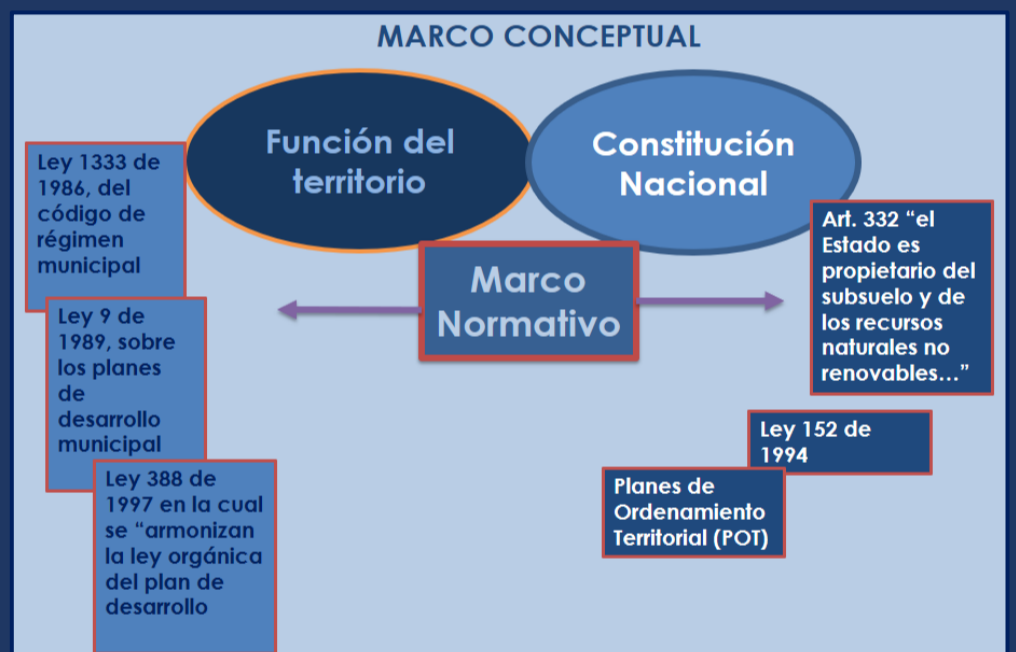 MARCO CONCEPTUAL
Función del
territorio
Constitución
Nacional
Marco
Normativo
Ley 1333 de
1986, del
código de
régimen
municipal
Ley 9 de
1989, sobre
los planes
de
desarrollo
municipal
Ley 388 de
1997 en la cual
se “armonizan
la ley orgánica
del plan de
desarrollo
Art. 332 “el
Estado es
propietario del
subsuelo y de
los recursos
naturales no
renovables…”
Ley 152 de
1994
Planes de
Ordenamiento
Territorial (POT)